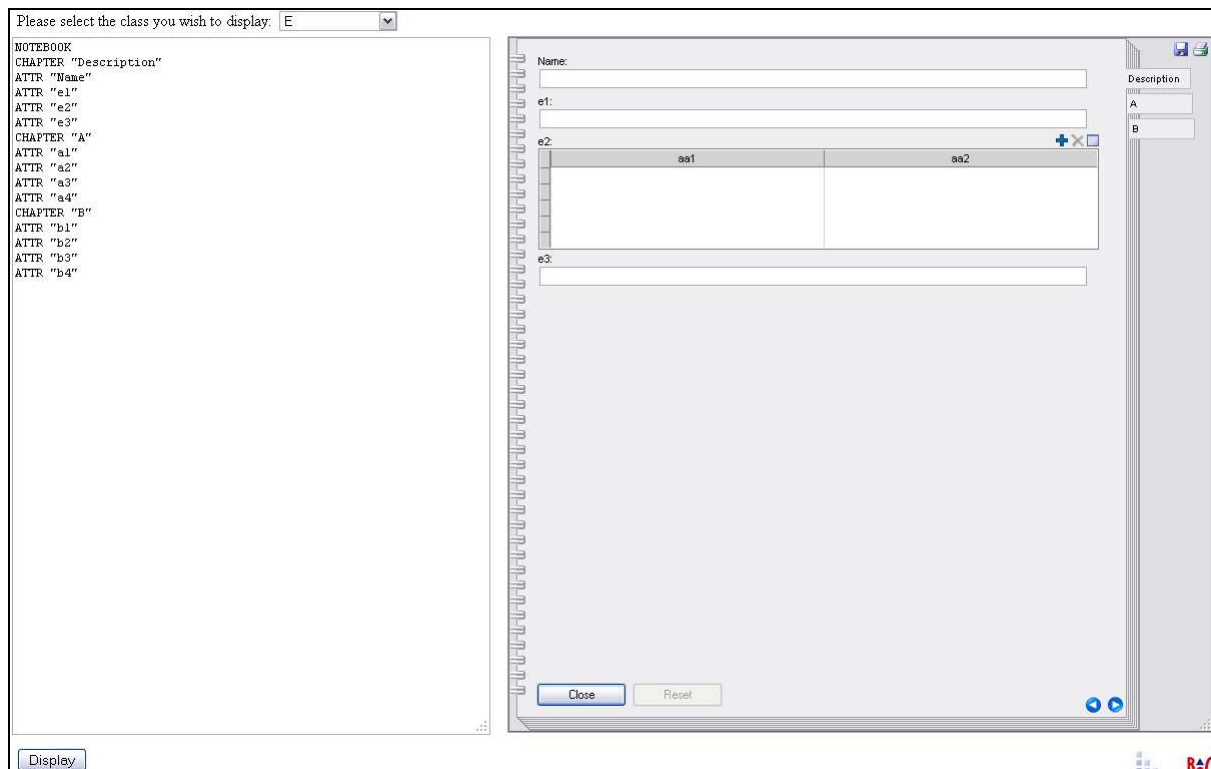 Please select the class you wish to display: E
NOTEBOOK
CHAPTER "Description"
ATTR "Name"
ATTR "e1"
ATTR "e2"
ATTR "e3
CHAPTER "A"
ATTR "a1"
ATTR "a2"
ATTR "a3"
ATTR "a4"
CHAPTER "B"
ATTR "b1"
ATTR "b2"
ATTR "b3"
ATTR "b4"
Name:
e1:
e2:
aa1 aa2
e3:
Description
A
B
Close Reset
Display